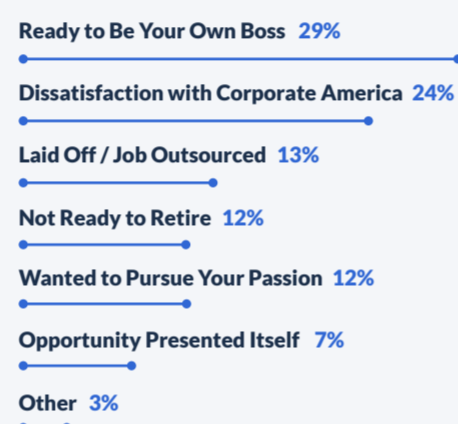 Ready to Be Your Own Boss 29%
Dissatisfaction with Corporate America 24%
Laid Off / Job Outsourced 13%
Not Ready to Retire 12%
Wanted to Pursue Your Passion 12%
Opportunity Presented Itself 7%
Other 3%